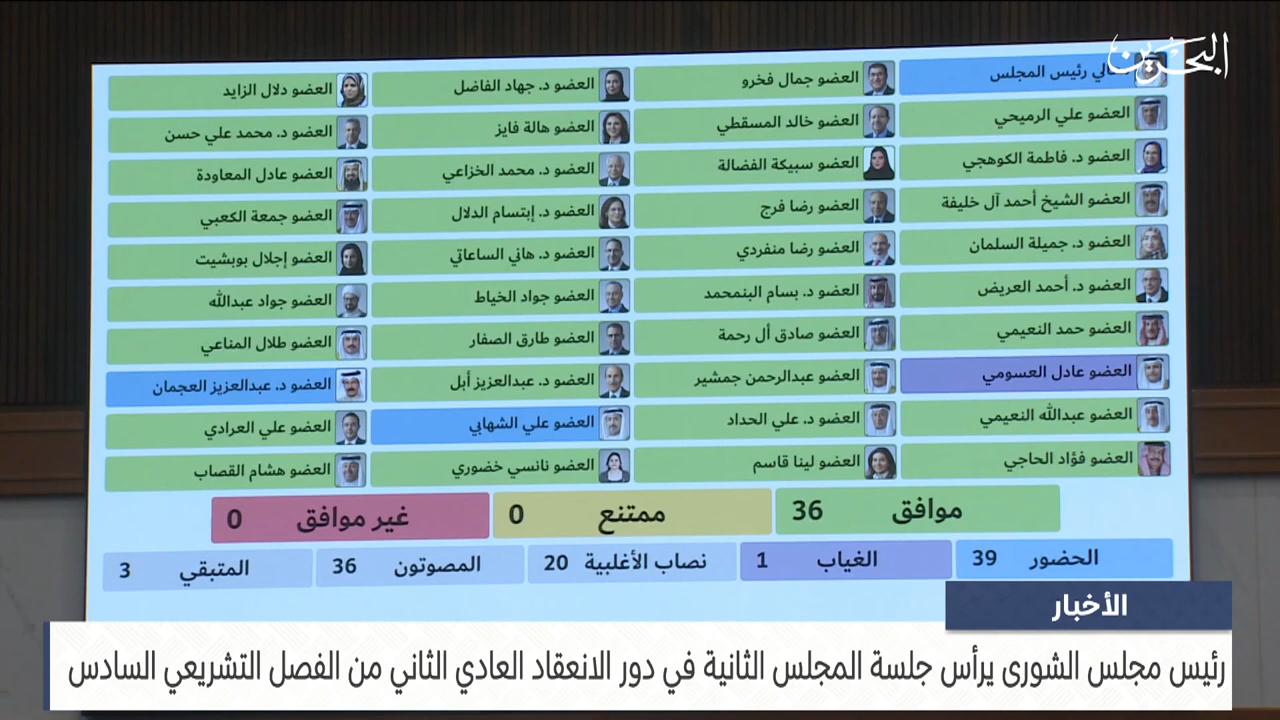 البحرين
معالي رئيس المجلس
العضو جمال فخرو
العضو د. جهاد الفاضل
العضو دلال الزايد
العضو علي الرميحي
العضو خالد المسقطي
العضو هالة فايز
العضو د. محمد علي حسن
العضو د. فاطمة الكوهجي
العضو سبيكة الفضالة
العضو د. محمد الخزاعي
العضو عادل المعاودة
العضو الشيخ أحمد آل خليفة
العضو رضا فرج
العضو د. إبتسام الدلال
العضو جمعة الكعبي
العضو د. جميلة السلمان
العضو رضا منفردي
العضو د. هاني الساعاتي
العضو إجلال بوبشيت
العضو د. أحمد العريض
العضو د. بسام البنمحمد
العضو جواد الخياط
العضو جواد عبدالله
العضو حمد النعيمي
العضو صادق أل رحمة
العضو طارق الصفار
العضو طلال المناعي
العضو عادل العسومي
العضو عبدالرحمن جمشير
العضو د. عبدالعزيز أبل
العضو د. عبدالعزيز العجمان
العضو عبدالله النعيمي
العضو د. علي الحداد
العضو علي الشهابي
العضو علي العرادي
العضو فؤاد الحاجي
العضو لينا قاسم
العضو نانسي خضوري
العضو هشام القصاب
موافق 36
ممتنع 0
غير موافق 0
الحضور 39
الغياب 1
نصاب الأغلبية 20
المصوتون 36
المتبقي 3
الأخبار
رئيس مجلس الشورى يرأس جلسة المجلس الثانية في دور الانعقاد العادي الثاني من الفصل التشريعي السادس